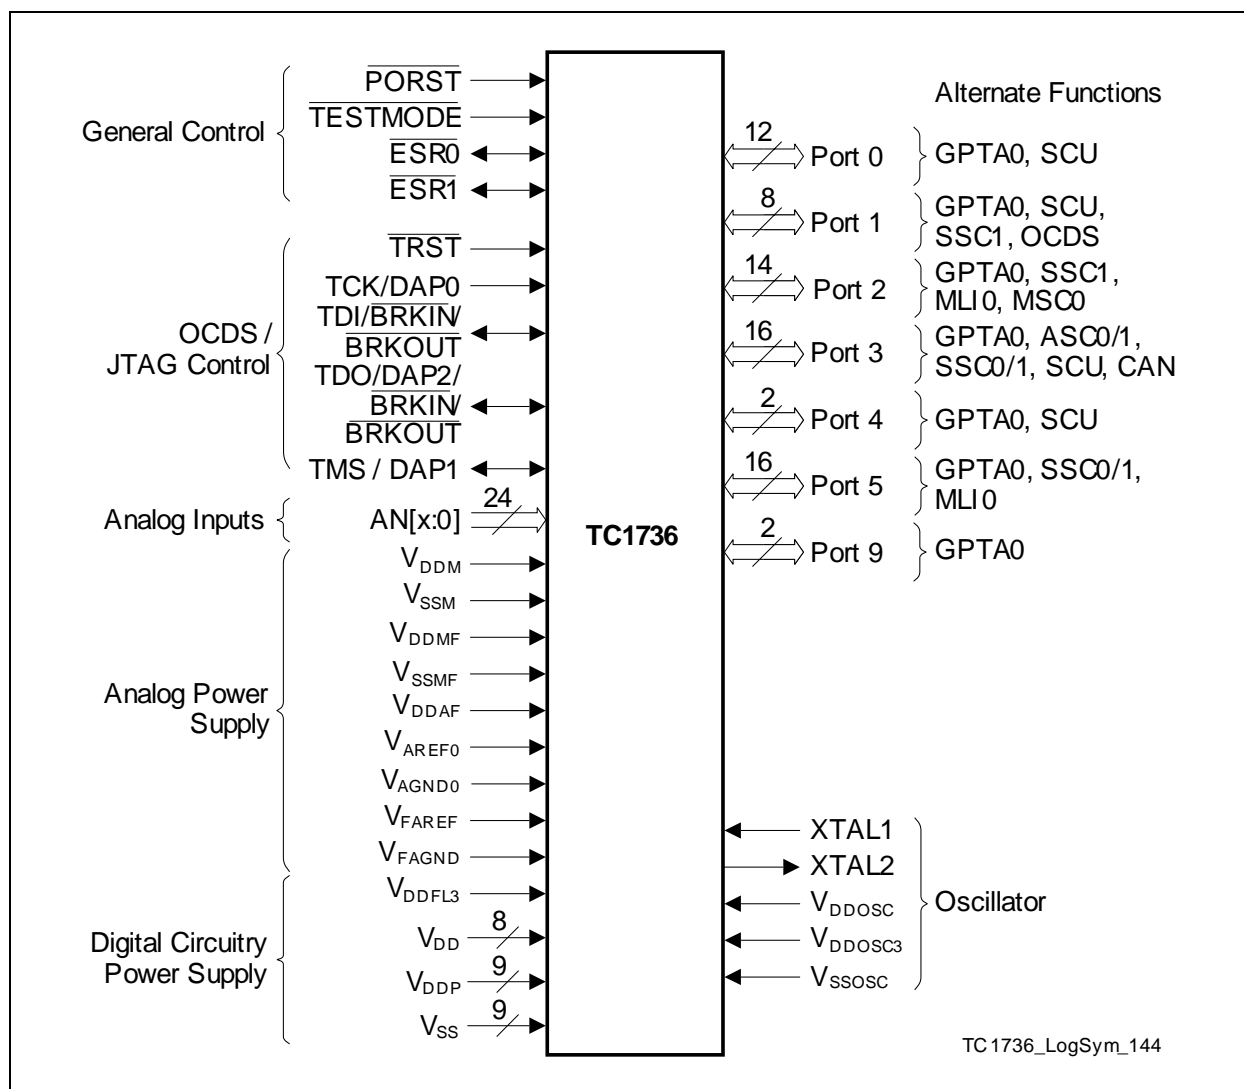 General Control
PORST
TESTMODE
ESR0
ESR1
OCDS /
JTAG Control
TRST
TCK/DAP0
TDI/BRKIN/
BRKOUT
TDO/DAP2/
BRKIN/
BRKOUT
TMS / DAP1
Analog Inputs
AN[x:0]
24
Analog Power
Supply
VDDM
VSSM
VDDMF
VSSMF
VDDAF
VAREF0
VAGND0
VFAREF
VFAGND
Digital Circuitry
Power Supply
VDDFL3
VDD
8
VDDP
9
VSS
9
TC1736
Alternate Functions
12
Port 0
GPTA0, SCU
8
Port 1
GPTA0, SCU,
SSC1, OCDS
14
Port 2
GPTA0, SSC1,
MLI0, MSC0
16
Port 3
GPTA0, ASC0/1,
SSC0/1, SCU, CAN
2
Port 4
GPTA0, SCU
16
Port 5
GPTA0, SSC0/1,
MLI0
2
Port 9
GPTA0
XTAL1
XTAL2
VDDOSC
VDDOSC3
VSSOSC
Oscillator
TC1736_LogSym_144